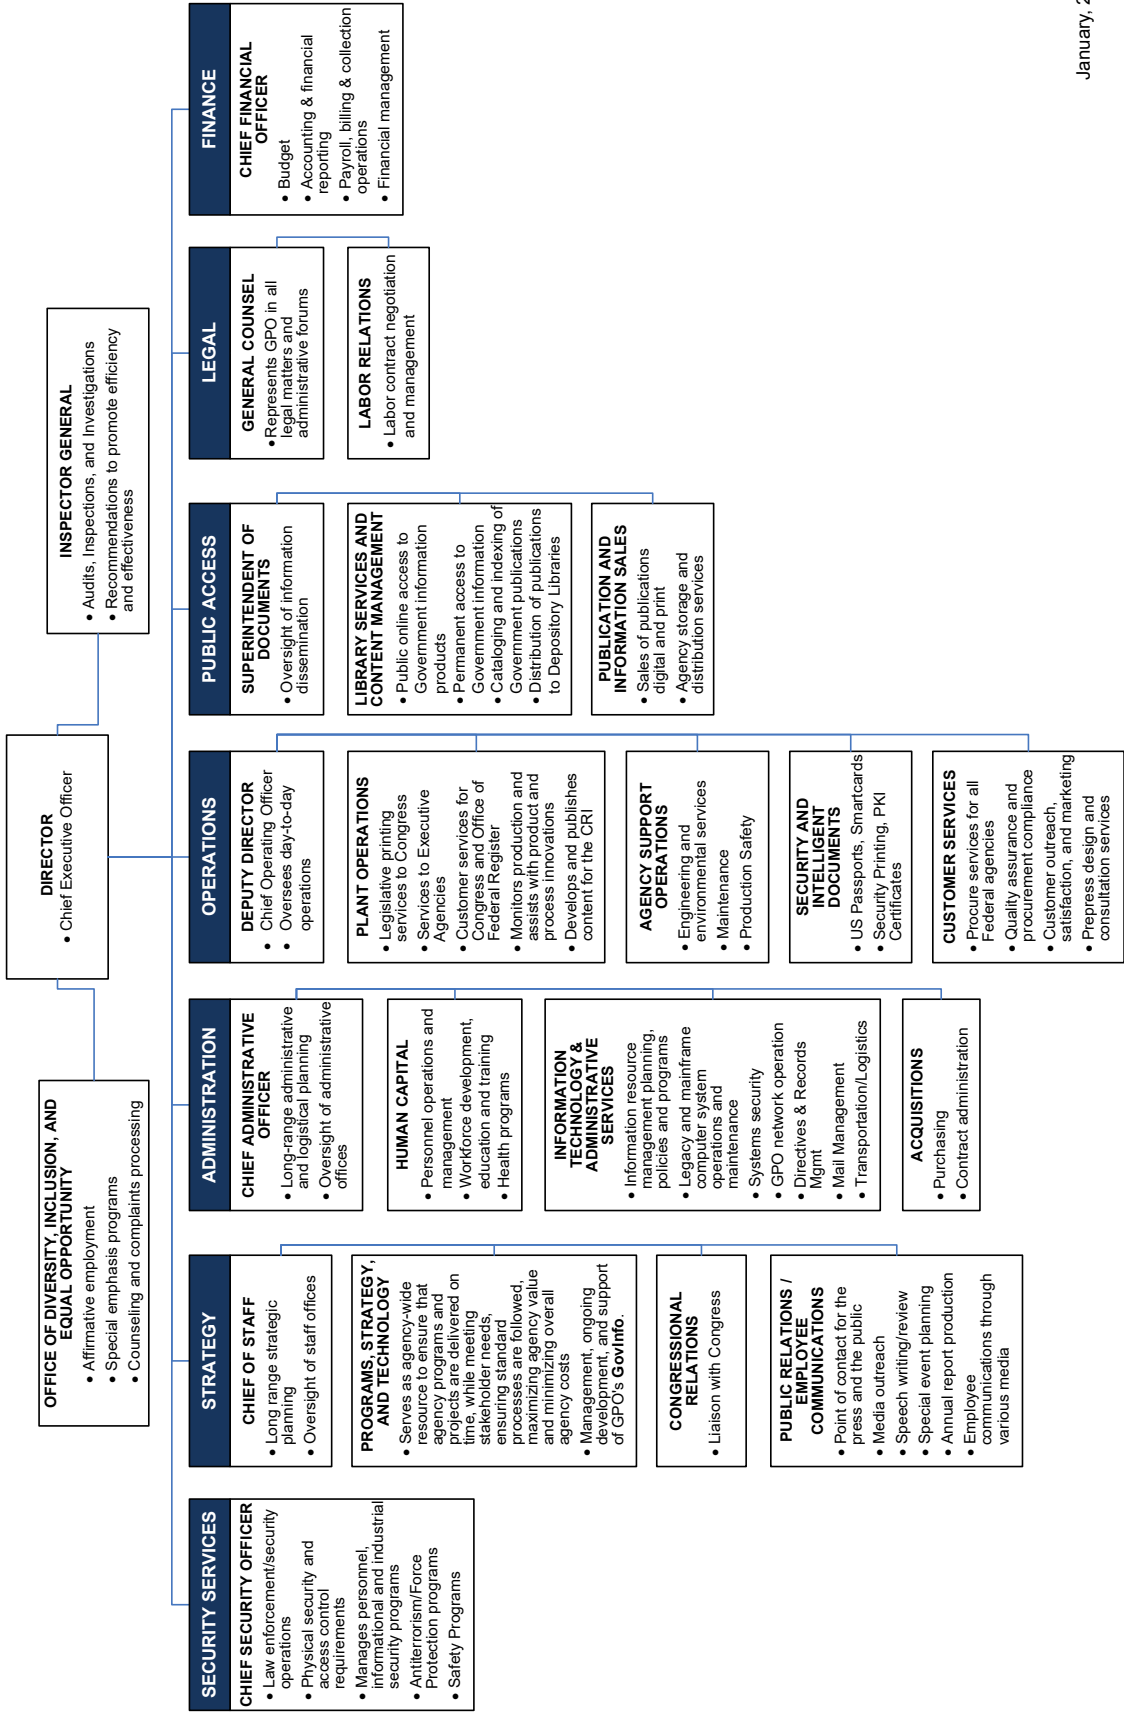 DIRECTOR
• Chief Executive Officer
OFFICE OF DIVERSITY, INCLUSION, AND
EQUAL OPPORTUNITY
• Affirmative employment
• Special emphasis programs
• Counseling and complaints processing
INSPECTOR GENERAL
• Audits, Inspections, and Investigations
• Recommendations to promote efficiency
and effectiveness
SECURITY SERVICES
CHIEF SECURITY OFFICER
• Law enforcement/security
operations
• Physical security and
access control
requirements
• Manages personnel,
informational and industrial
security programs
• Antiterrorism/Force
Protection programs
• Safety Programs
STRATEGY
CHIEF OF STAFF
• Long range strategic
planning
• Oversight of staff offices
PROGRAMS, STRATEGY,
AND TECHNOLOGY
• Serves as agency-wide
resource to ensure that
agency programs and
projects are delivered on
time, while meeting
stakeholder needs,
ensuring standard
processes are followed,
maximizing agency value
and minimizing overall
agency costs
• Management, ongoing
development, and support
of GPO's GovInfo.
CONGRESSIONAL
RELATIONS
• Liaison with Congress
PUBLIC RELATIONS /
EMPLOYEE
COMMUNICATIONS
• Point of contact for the
press and the public
• Media outreach
• Speech writing/review
• Special event planning
• Annual report production
• Employee
communications through
various media
ADMINISTRATION
CHIEF ADMINISTRATIVE
OFFICER
• Long-range administrative
and logistical planning
• Oversight of administrative
offices
HUMAN CAPITAL
• Personnel operations and
management
• Workforce development,
education and training
• Health programs
INFORMATION
TECHNOLOGY &
ADMINISTRATIVE
SERVICES
• Information resource
management planning,
policies and programs
• Legacy and mainframe
computer system
operations and
maintenance
• Systems security
• GPO network operation
• Directives & Records
Mgmt
• Mail Management
• Transportation/Logistics
ACQUISITIONS
• Purchasing
• Contract administration
OPERATIONS
DEPUTY DIRECTOR
• Chief Operating Officer
• Oversees day-to-day
operations
PLANT OPERATIONS
• Legislative printing
services to Congress
• Services to Executive
Agencies
• Customer services for
Congress and Office of
Federal Register
• Monitors production and
assists with product and
process innovations
• Develops and publishes
content for the CRI
AGENCY SUPPORT
OPERATIONS
• Engineering and
environmental services
• Maintenance
• Production Safety
SECURITY AND
INTELLIGENT
DOCUMENTS
• US Passports, Smartcards
• Security Printing, PKI
Certificates
CUSTOMER SERVICES
• Procure services for all
Federal agencies
• Quality assurance and
procurement compliance
• Customer outreach,
satisfaction, and marketing
• Prepress design and
consultation services
PUBLIC ACCESS
SUPERINTENDENT OF
DOCUMENTS
• Oversight of information
dissemination
LIBRARY SERVICES AND
CONTENT MANAGEMENT
• Public online access to
Government information
products
• Permanent access to
Government information
• Cataloging and indexing of
Government publications
• Distribution of publications
to Depository Libraries
PUBLICATION AND
INFORMATION SALES
• Sales of publications
digital and print
• Agency storage and
distribution services
LEGAL
GENERAL COUNSEL
• Represents GPO in all
legal matters and
administrative forums
LABOR RELATIONS
• Labor contract negotiation
and management
FINANCE
CHIEF FINANCIAL
OFFICER
• Budget
• Accounting & financial
reporting
• Payroll, billing & collection
operations
• Financial management
January,